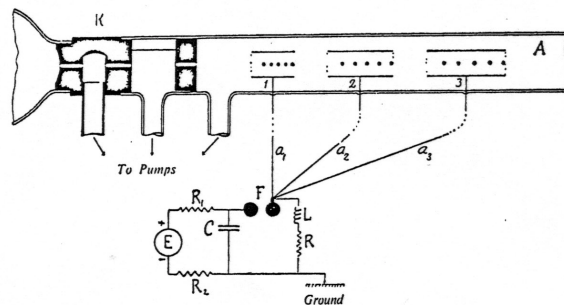 K
A
1
2
3
a₁
a₂
a₃
To Pumps
F
R₁
L
C
E
+
-
R
R₂
Ground